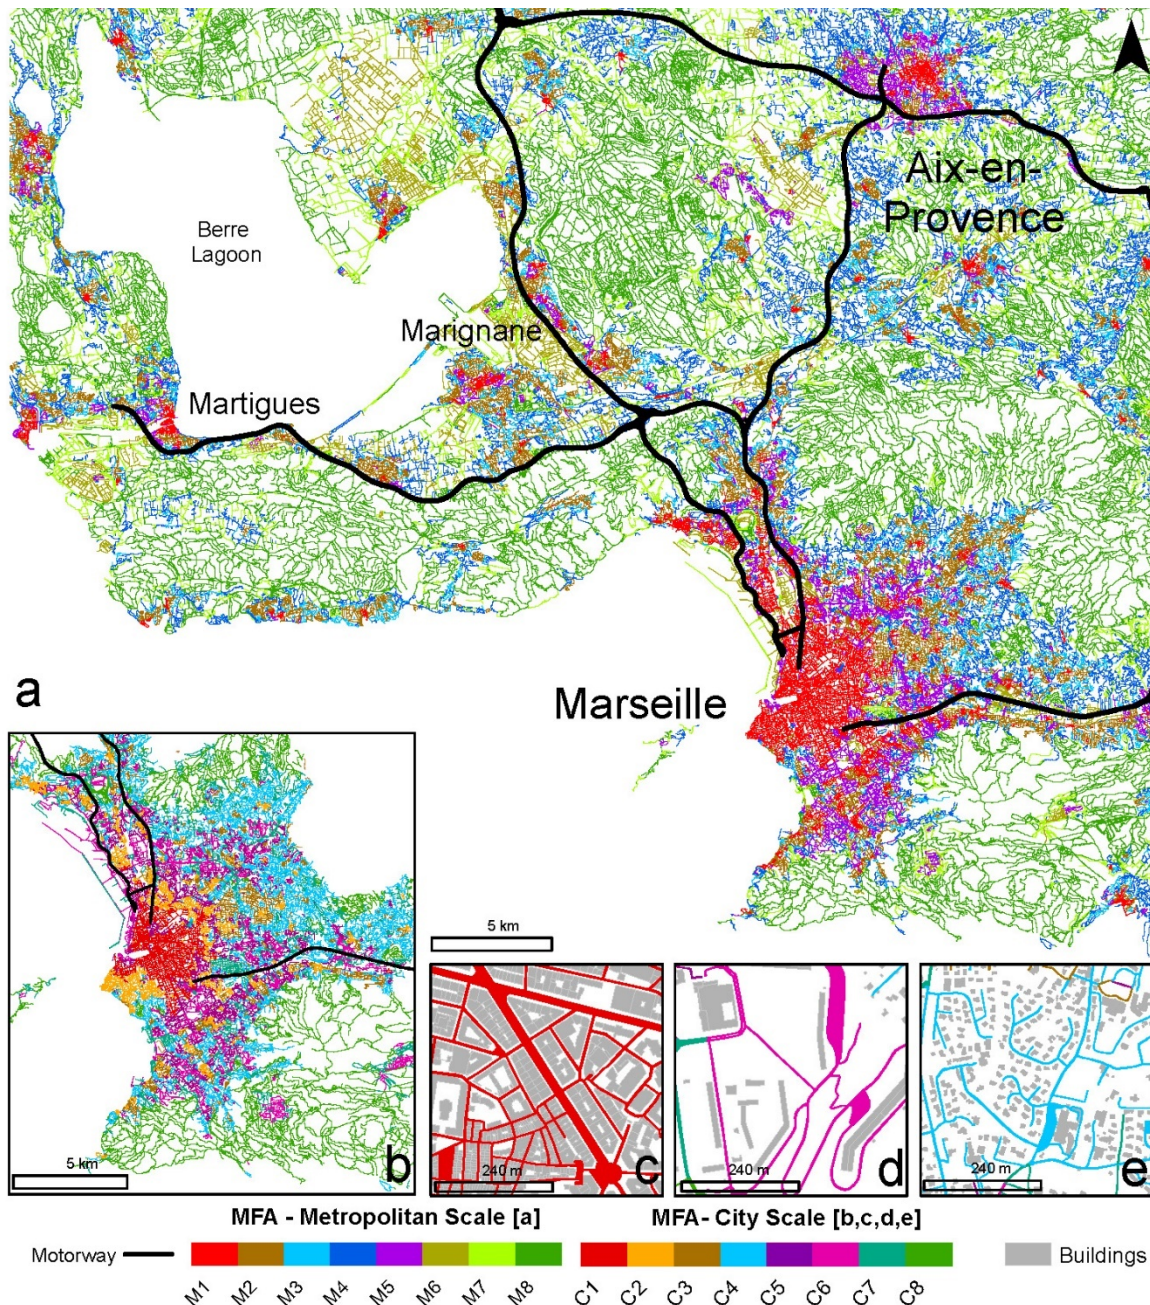 Aix-en-
Provence
Berre
Lagoon
Marignane
Martigues
Marseille
a
5 km
b
5 km
c
240 m
d
240 m
e
240 m
MFA - Metropolitan Scale [a]
MFA- City Scale [b,c,d,e]
Motorway
M1
M2
M3
M4
M5
M6
M7
M8
C1
C2
C3
C4
C5
C6
C7
C8
Buildings